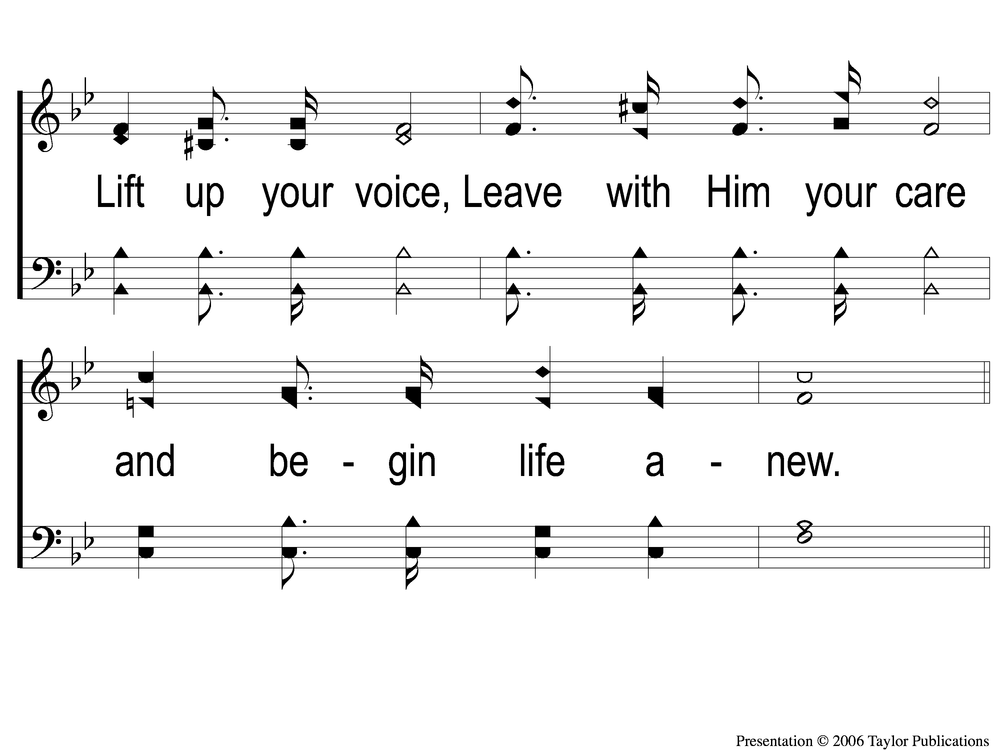 Lift up your voice, Leave with Him your care
and be - gin life a - new.
Presentation © 2006 Taylor Publications